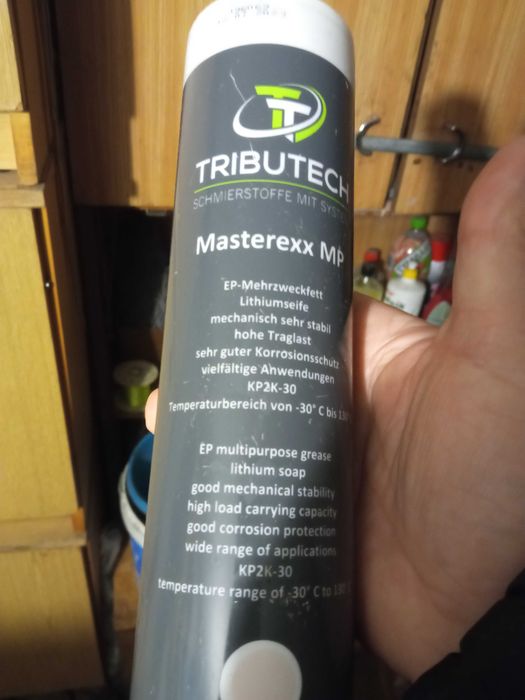 TRIBUTECH
SCHMIERSTOFFE MIT SYSTEM
Masterexx MP
EP-Mehrzweckfett
Lithiumseife
mechanisch sehr stabil
hohe Traglast
sehr guter Korrosionsschutz
vielfältige Anwendungen
KP2K-30
Temperaturbereich von -30° C bis
EP multipurpose grease
lithium soap
good mechanical stability
high load carrying capacity
good corrosion protection
wide range of applications
KP2K-30
temperature range of -30° C to